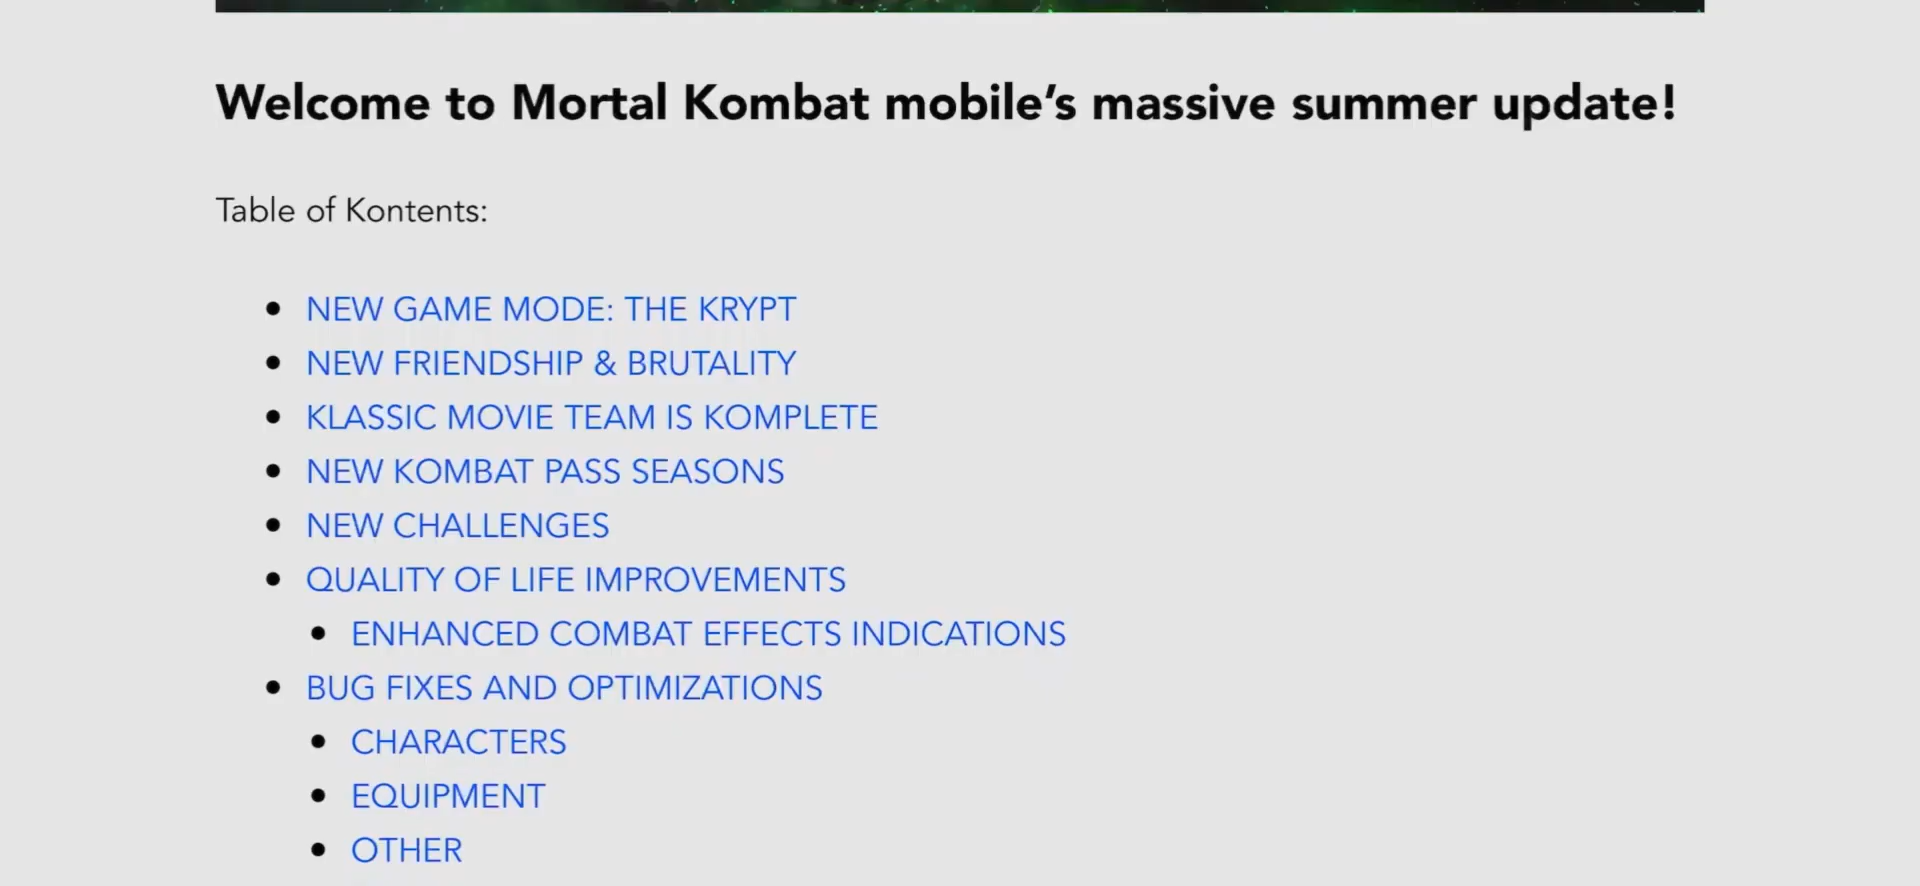 Welcome to Mortal Kombat mobile’s massive summer update!
Table of Kontents:
NEW GAME MODE: THE KRYPT
NEW FRIENDSHIP & BRUTALITY
KLASSIC MOVIE TEAM IS KOMPLETE
NEW KOMBAT PASS SEASONS
NEW CHALLENGES
QUALITY OF LIFE IMPROVEMENTS
ENHANCED COMBAT EFFECTS INDICATIONS
BUG FIXES AND OPTIMIZATIONS
CHARACTERS
EQUIPMENT
OTHER